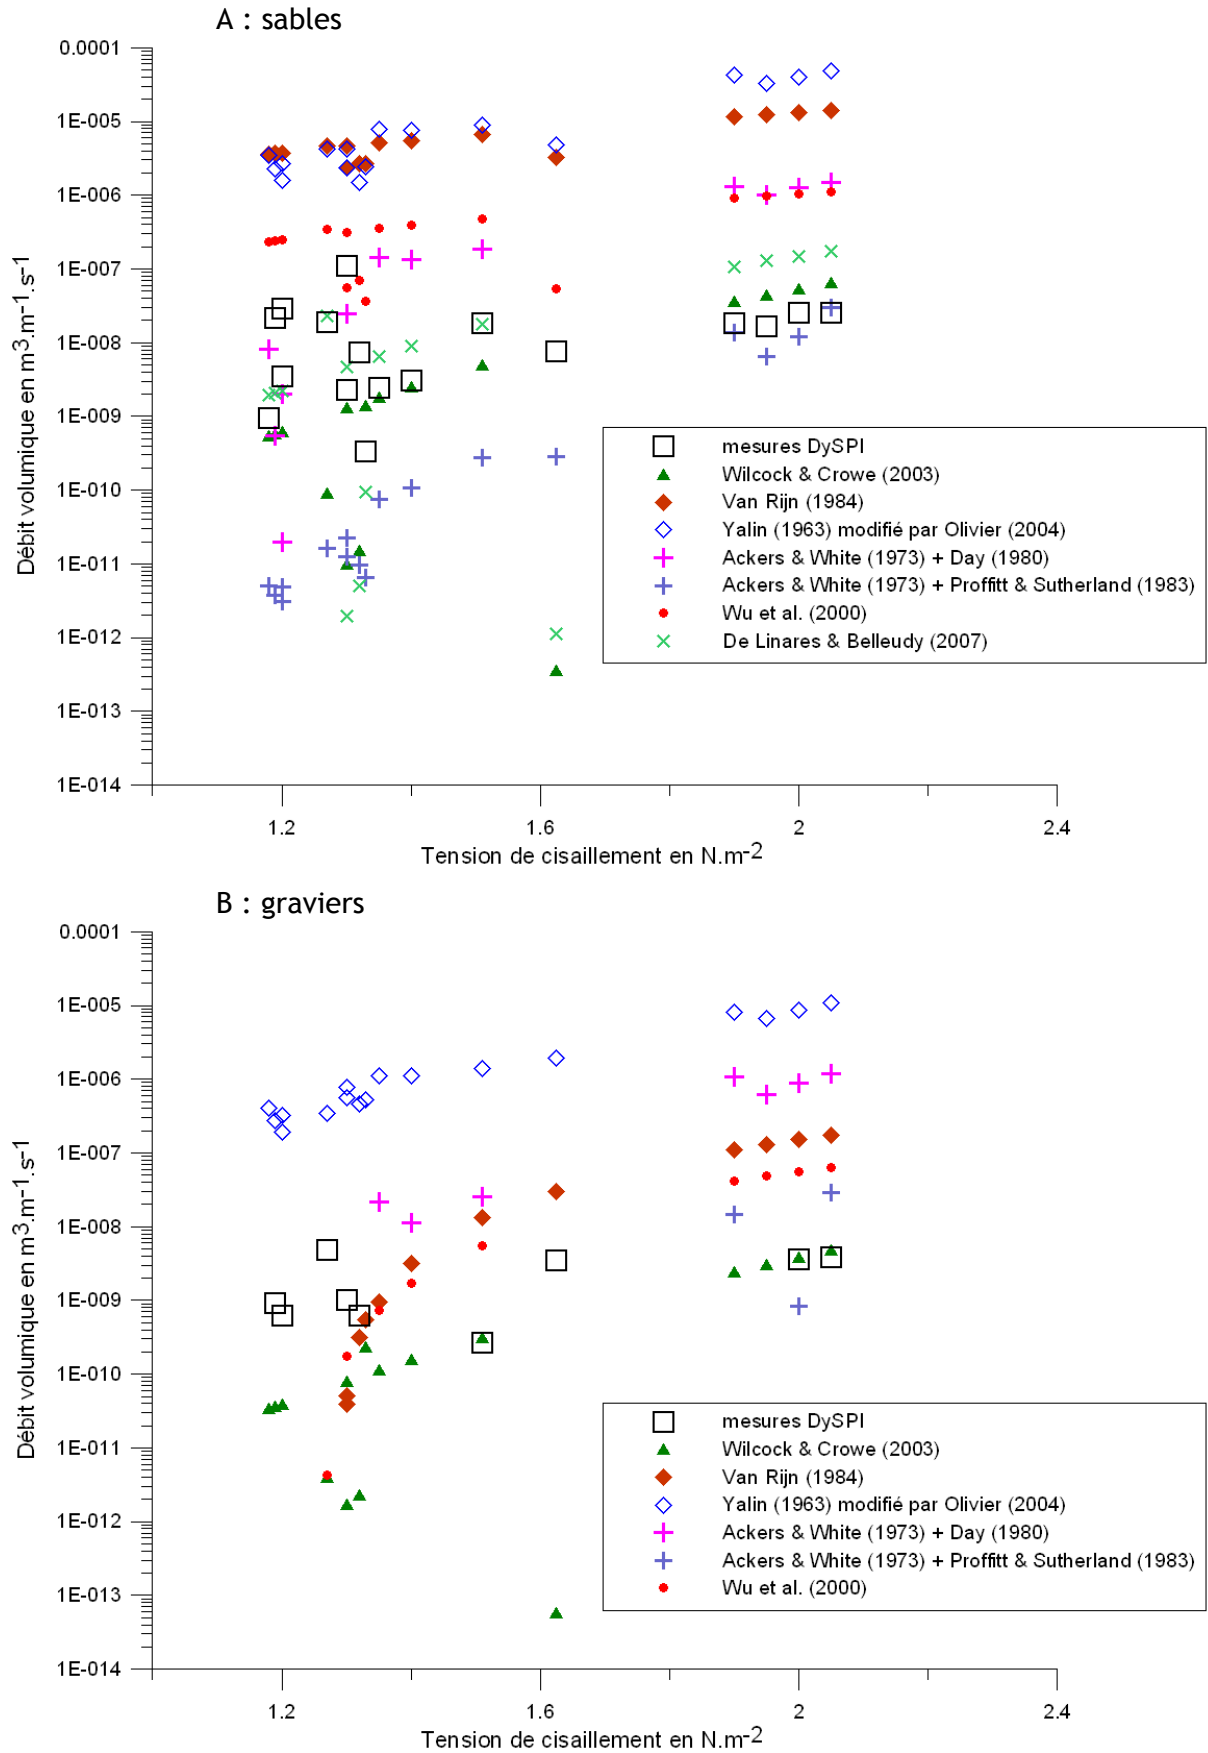 A : sables
0.0001
1E-005
1E-006
1E-007
1E-008
1E-009
1E-010
1E-011
1E-012
1E-013
1E-014
Débit volumique en m³.m⁻¹.s⁻¹
1.2 1.6 2 2.4
Tension de cisaillement en N.m⁻²
mesures DySPI
Wilcock & Crowe (2003)
Van Rijn (1984)
Yalin (1963) modifié par Olivier (2004)
Ackers & White (1973) + Day (1980)
Ackers & White (1973) + Proffitt & Sutherland (1983)
Wu et al. (2000)
De Linares & Belleudy (2007)
B : graviers
0.0001
1E-005
1E-006
1E-007
1E-008
1E-009
1E-010
1E-011
1E-012
1E-013
1E-014
Débit volumique en m³.m⁻¹.s⁻¹
1.2 1.6 2 2.4
Tension de cisaillement en N.m⁻²
mesures DySPI
Wilcock & Crowe (2003)
Van Rijn (1984)
Yalin (1963) modifié par Olivier (2004)
Ackers & White (1973) + Day (1980)
Ackers & White (1973) + Proffitt & Sutherland (1983)
Wu et al. (2000)